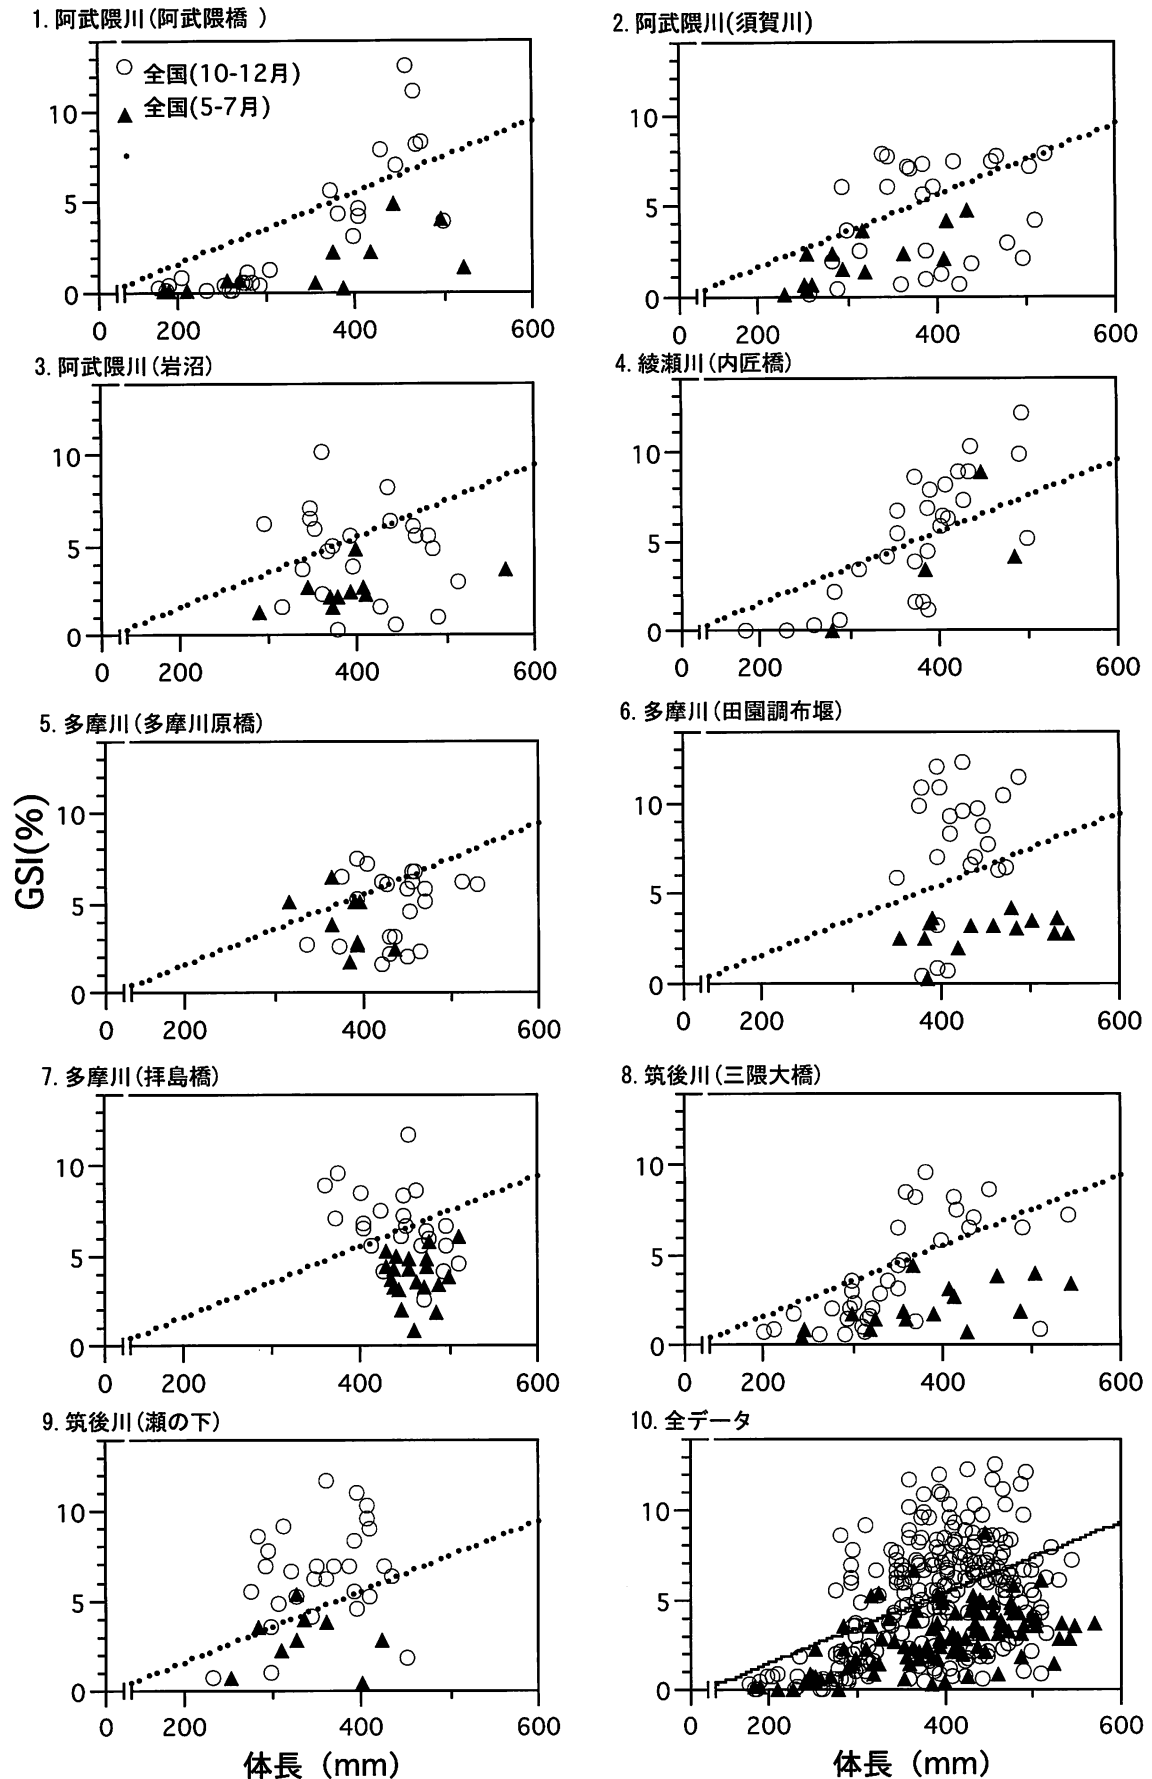 1. 阿武隈川(阿武隈橋 )
○ 全国(10-12月)
▲ 全国(5-7月)
10
5
0
0 200 400 600
2. 阿武隈川(須賀川)
10
5
0
0 200 400 600
3. 阿武隈川(岩沼)
10
5
0
0 200 400 600
4. 綾瀬川(内匠橋)
10
5
0
0 200 400 600
5. 多摩川(多摩川原橋)
GSI(%)
10
5
0
0 200 400 600
6. 多摩川(田園調布堰)
10
5
0
0 200 400 600
7. 多摩川(拝島橋)
10
5
0
0 200 400 600
8. 筑後川(三隈大橋)
10
5
0
0 200 400 600
9. 筑後川(瀬の下)
10
5
0
0 200 400 600
体長 (mm)
10. 全データ
10
5
0
0 200 400 600
体長 (mm)